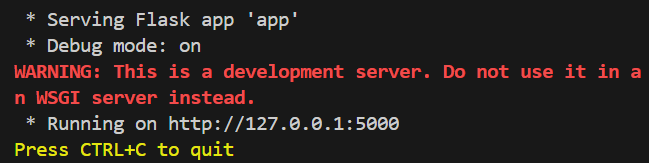 * Serving Flask app 'app'
* Debug mode: on
WARNING: This is a development server. Do not use it in a
n WSGI server instead.
* Running on http://127.0.0.1:5000
Press CTRL+C to quit